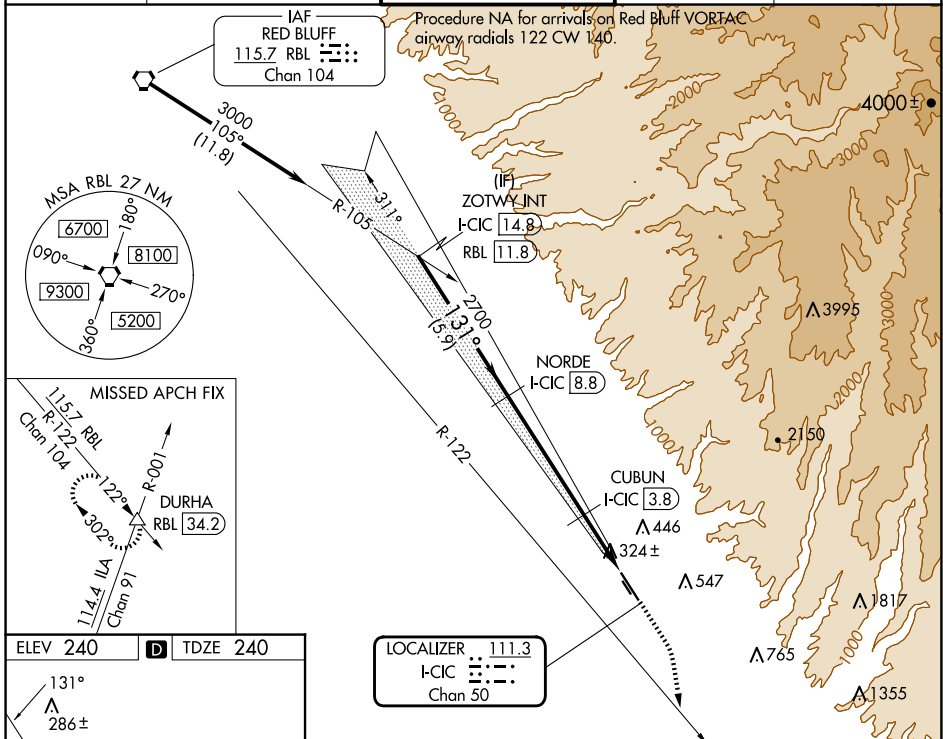 IAF
RED BLUFF
115.7 RBL
Chan 104
Procedure NA for arrivals on Red Bluff VORTAC
airway radials 122 CW 140.
4000±
3000
105°
(11.8)
2000
3000
MSA RBL 27 NM
180°
6700
8100
090°
270°
9300
5200
360°
R-105
311°
(IF)
ZOTWY INT
I-CIC 14.8
RBL 11.8
2700
131°
(5.9)
3995
3000
NORDE
I-CIC 8.8
2000
1000
2150
R-122
MISSED APCH FIX
115.7 RBL
R-122
Chan 104
122°
R-001
DURHA
RBL 34.2
302°
114.4 ILA
Chan 91
CUBUN
I-CIC 3.8
446
324±
547
1817
1000
765
1355
LOCALIZER 111.3
I-CIC
Chan 50
ELEV 240 D TDZE 240
131°
286±